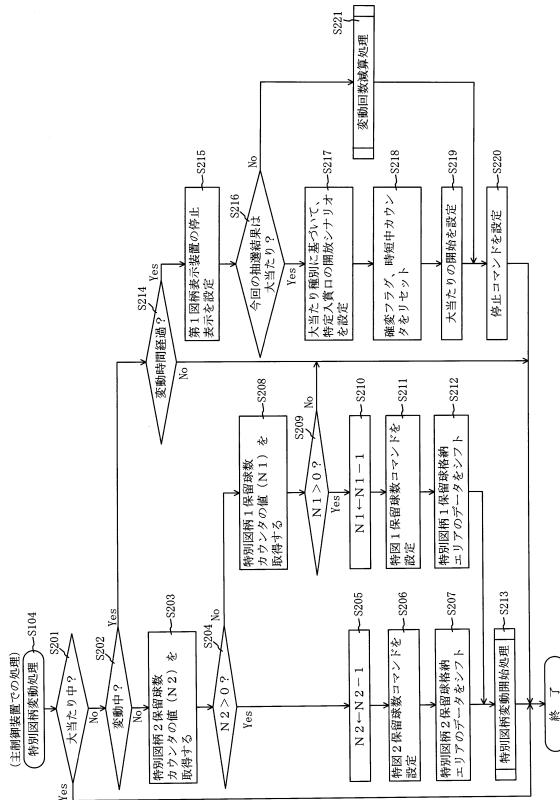 (主制御装置での処理)
特別図柄変動処理
S104
S201
大当たり中?
Yes
No
S202
変動中?
Yes
No
S203
特別図柄2保留球数
カウンタの値(N2)を
取得する
S204
N2>0?
No
Yes
S205
N2←N2-1
S206
特図2保留球数コマンドを
設定
S207
特別図柄2保留球格納
エリアのデータをシフト
S208
特別図柄1保留球数
カウンタの値(N1)を
取得する
S209
N1>0?
No
Yes
S210
N1←N1-1
S211
特図1保留球数コマンドを
設定
S212
特別図柄1保留球格納
エリアのデータをシフト
S213
特別図柄変動開始処理
S214
変動時間経過?
Yes
No
S215
第1図柄表示装置の停止
表示を設定
S216
今回の抽選結果は
大当たり?
No
Yes
S217
大当たり種別に基づいて、
特定入賞口の開放シナリオ
を設定
S218
確変フラグ、時短中カウン
タをリセット
S219
大当たりの開始を設定
S220
停止コマンドを設定
S221
変動回数減算処理
終了